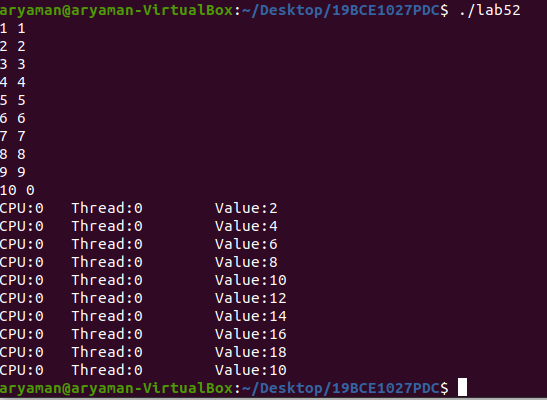 aryaman@aryaman-VirtualBox:~/Desktop/19BCE1027PDC$ ./lab52
1 1
2 2
3 3
4 4
5 5
6 6
7 7
8 8
9 9
10 0
CPU:0	Thread:0	Value:2
CPU:0	Thread:0	Value:4
CPU:0	Thread:0	Value:6
CPU:0	Thread:0	Value:8
CPU:0	Thread:0	Value:10
CPU:0	Thread:0	Value:12
CPU:0	Thread:0	Value:14
CPU:0	Thread:0	Value:16
CPU:0	Thread:0	Value:18
CPU:0	Thread:0	Value:10
aryaman@aryaman-VirtualBox:~/Desktop/19BCE1027PDC$